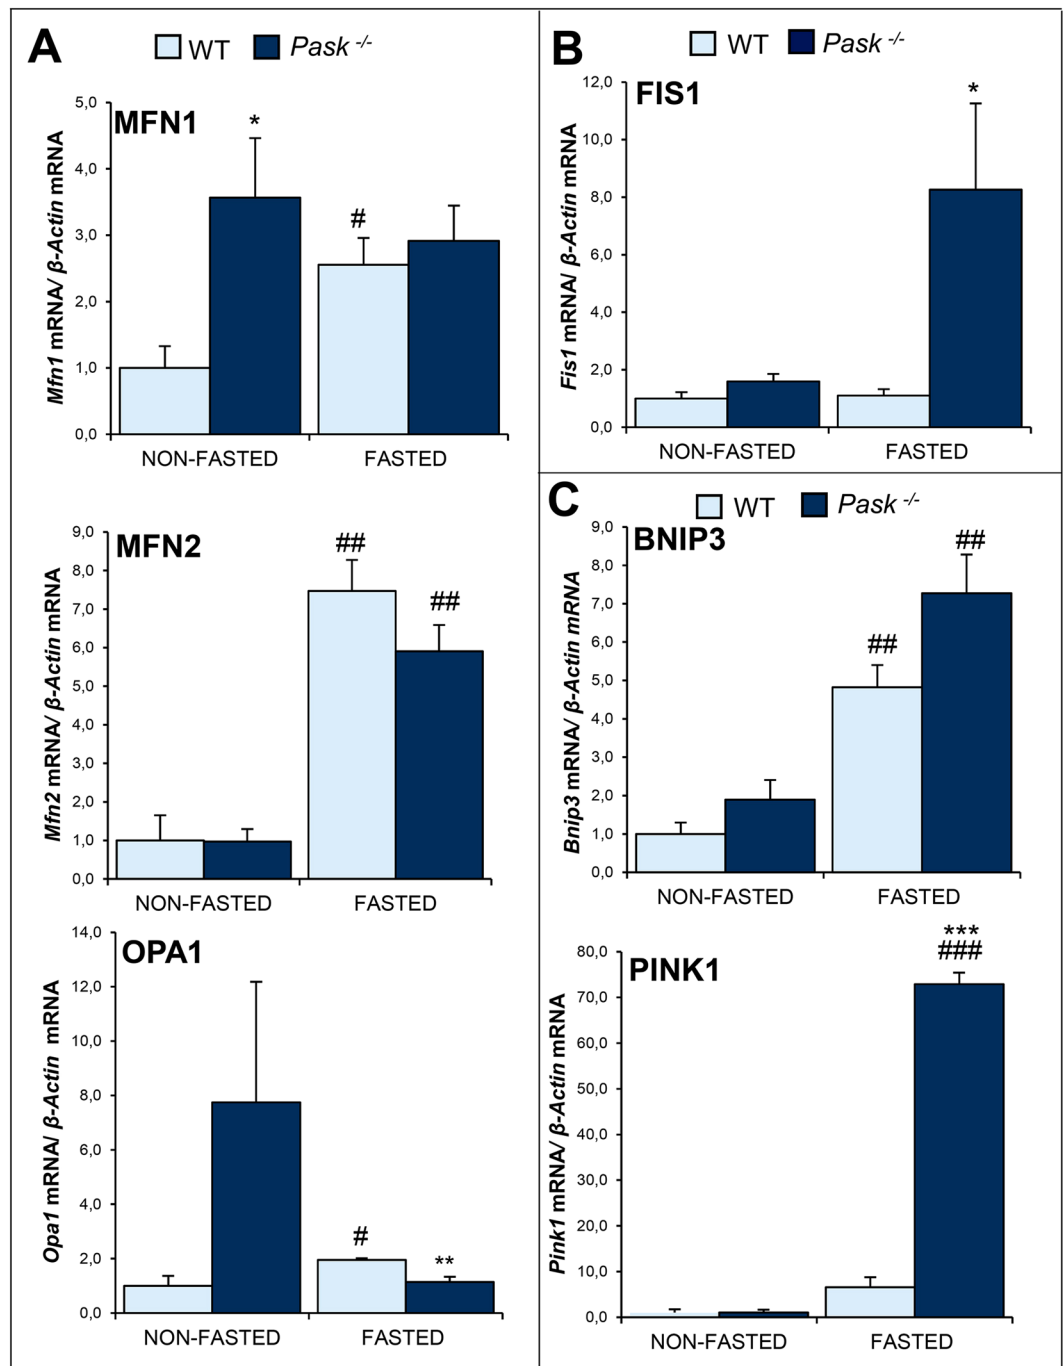 A
WT Pask -/-
MFN1
*
#
5,0
4,0
3,0
2,0
1,0
0,0
Mfn1 mRNA/ β-Actin mRNA
NON-FASTED FASTED
MFN2
##
##
9,0
8,0
7,0
6,0
5,0
4,0
3,0
2,0
1,0
0,0
Mfn2 mRNA/ β-Actin mRNA
NON-FASTED FASTED
OPA1
#
**
14,0
12,0
10,0
8,0
6,0
4,0
2,0
0,0
Opa1 mRNA/ β-Actin mRNA
NON-FASTED FASTED
B
WT Pask -/-
FIS1
*
12,0
10,0
8,0
6,0
4,0
2,0
0,0
Fis1 mRNA/ β-Actin mRNA
NON-FASTED FASTED
C
WT Pask -/-
BNIP3
##
##
9,0
8,0
7,0
6,0
5,0
4,0
3,0
2,0
1,0
0,0
Bnip3 mRNA/ β-Actin mRNA
NON-FASTED FASTED
PINK1
***
###
80,0
70,0
60,0
50,0
40,0
30,0
20,0
10,0
0,0
Pink1 mRNA/ β-Actin mRNA
NON-FASTED FASTED